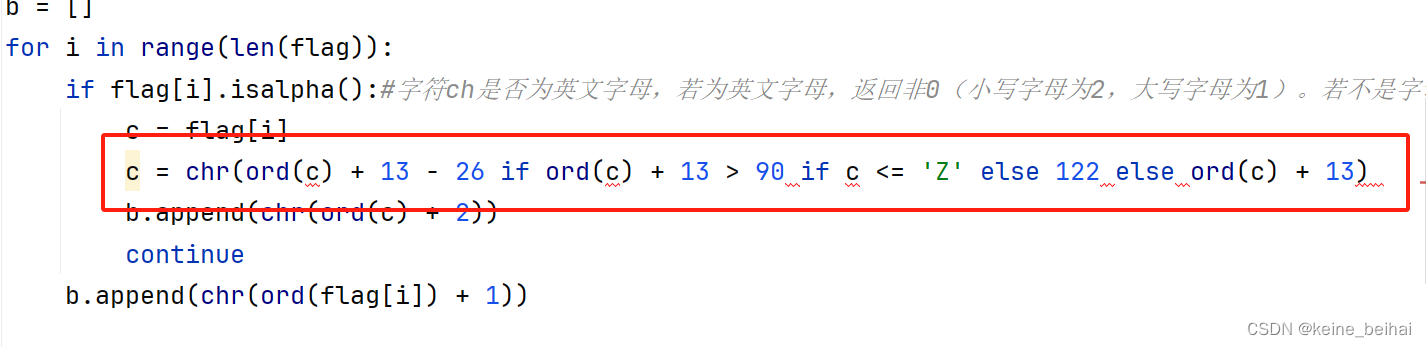 b = []
for i in range(len(flag)):
if flag[i].isalpha():#字符ch是否为英文字母，若为英文字母，返回非0（小写字母为2，大写字母为1）。若不是字
c = flag[i]
c = chr(ord(c) + 13 - 26 if ord(c) + 13 > 90 if c <= 'Z' else 122 else ord(c) + 13)
b.append(chr(ord(c) + 2))
continue
b.append(chr(ord(flag[i]) + 1))
CSDN @keine_beihai